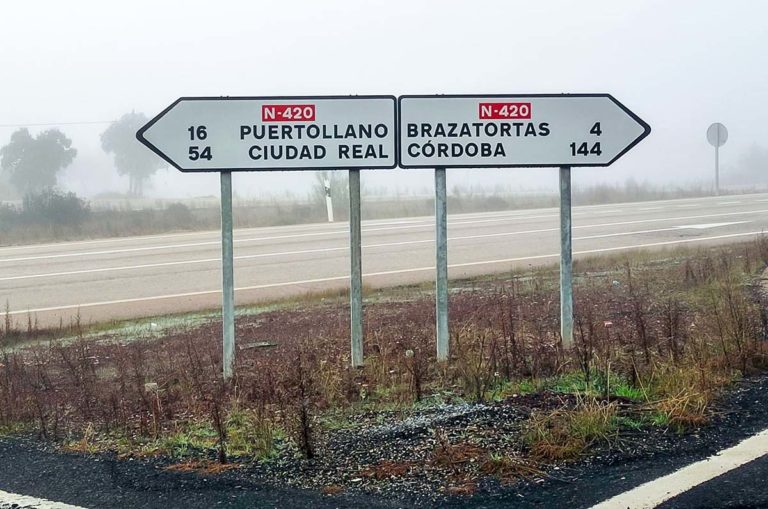 N-420
16 PUERTOLLANO
54 CIUDAD REAL
N-420
BRAZATORTAS 4
CÓRDOBA 144